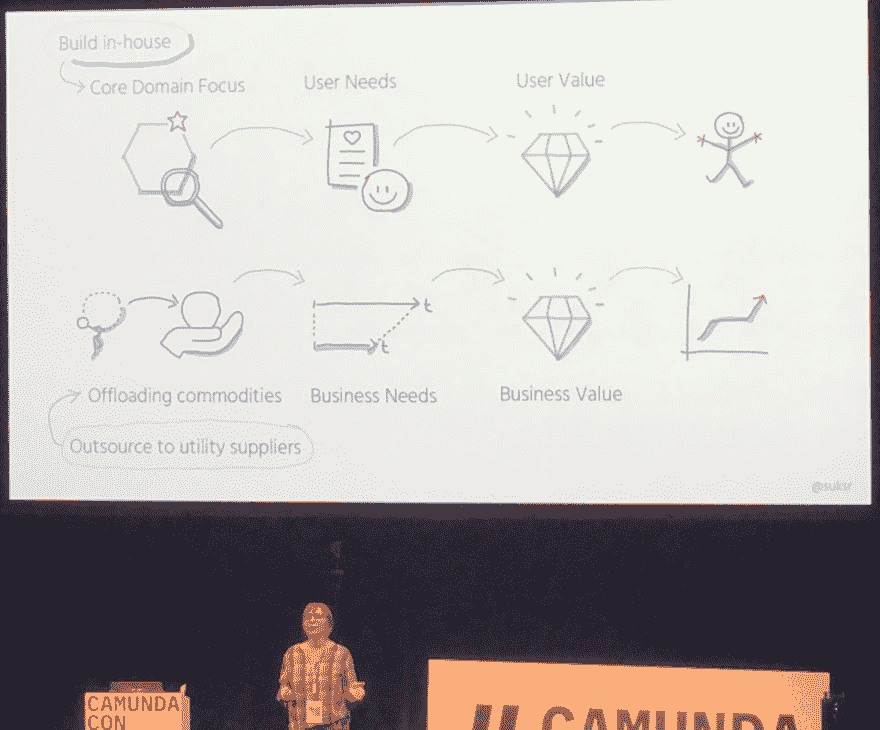 Build in-house
Core Domain Focus
User Needs
User Value
t
t
Offloading commodities
Business Needs
Business Value
Outsource to utility suppliers
@suksr
CAMUNDA
CON
CAMUNDA